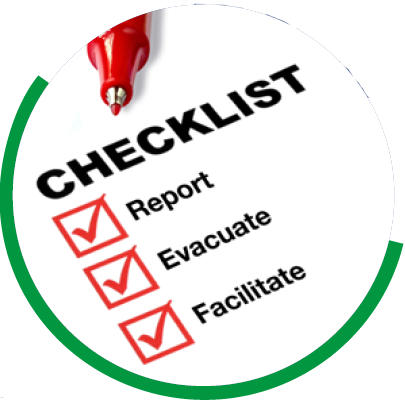 CHECKLIST
Report
Evacuate
Facilitate